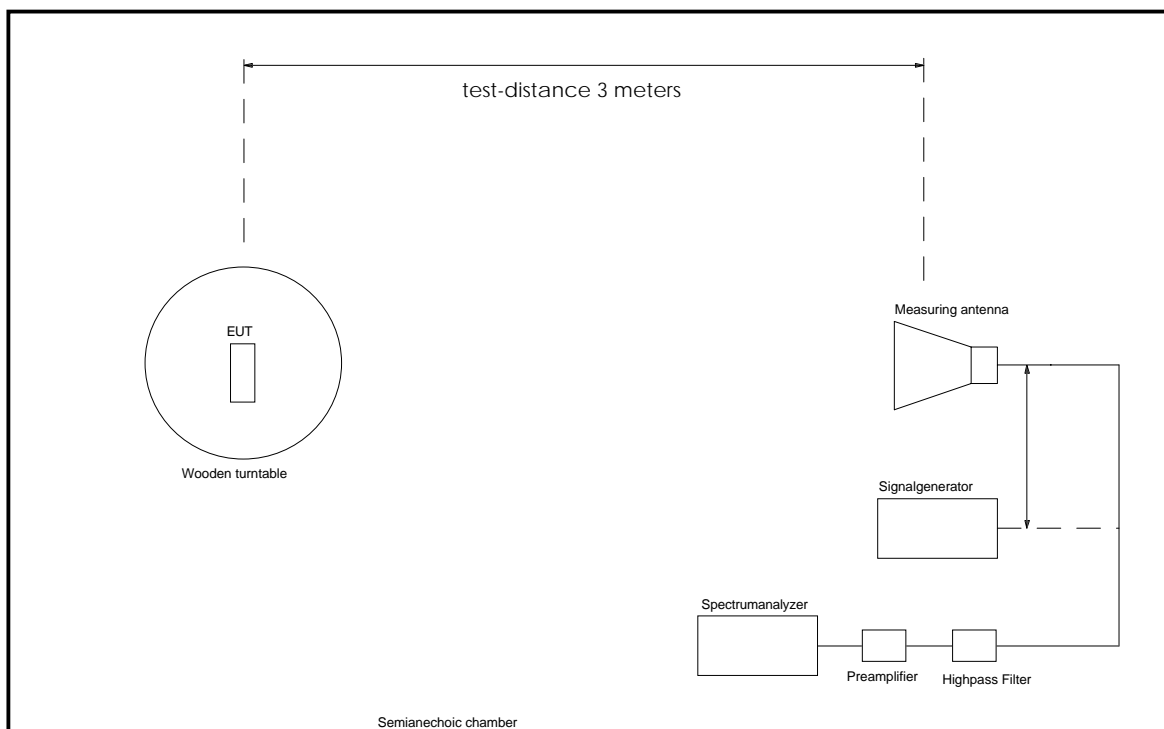 test-distance 3 meters
Measuring antenna
EUT
Wooden turntable
Signalgenerator
Spectrumanalyzer
Preamplifier
Highpass Filter
Semianechoic chamber